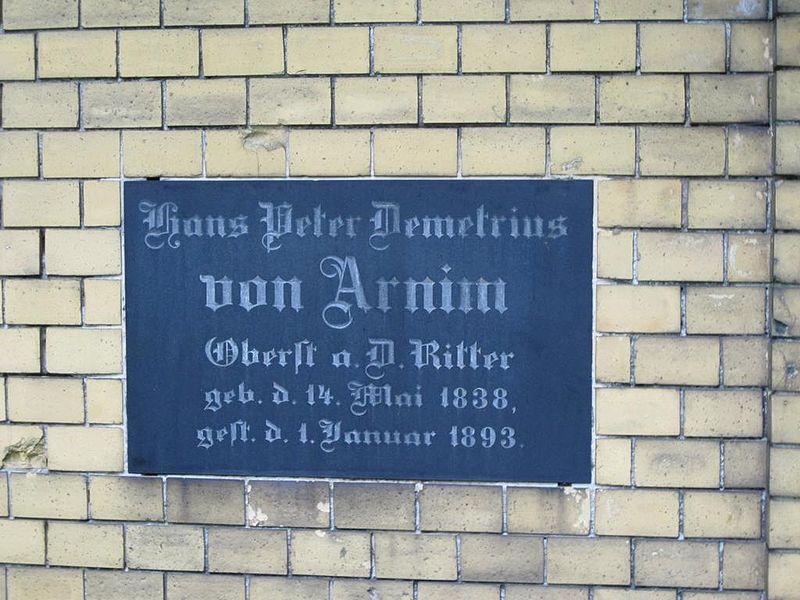 Hans Peter Demetrius
von Arnim
Oberſt a. D. Ritter
geb. d. 14. Mai 1838,
geſt. d. 1. Januar 1893.